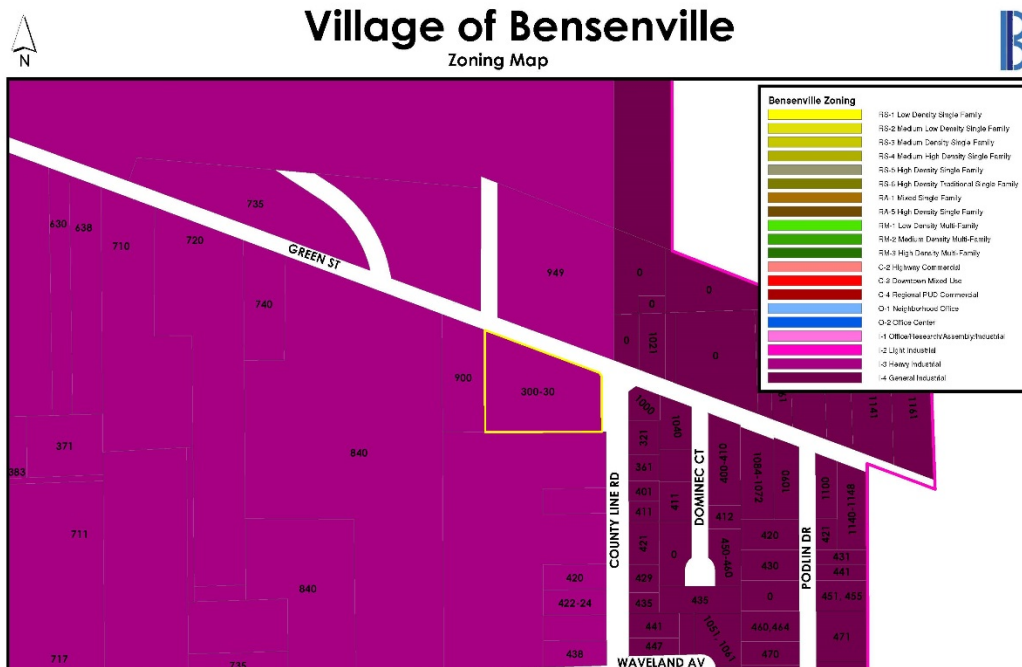 Village of Bensenville
Zoning Map
N
B
Bensenville Zoning
RS-1 Low Density Single Family
RS-2 Medium Low Density Single Family
RS-3 Medium Density Single Family
RS-4 Medium High Density Single Family
RS-5 High Density Single Family
RS-6 High Density Traditional Single Family
RA-1 Mixed Single Family
RA-5 High Density Single Family
RM-1 Low Density Multi-Family
RM-2 Medium Density Multi-Family
RM-3 High Density Multi-Family
C-2 Highway Commercial
C-3 Downtown Mixed Use
C-4 Regional PUD Commercial
O-1 Neighborhood Office
O-2 Office Center
I-1 Office/Research/Assembly/Industrial
I-2 Light Industrial
I-3 Heavy Industrial
I-4 General Industrial
735
630
638
710
720
GREEN ST
740
949
0
0
0
0
1021
0
1141
1161
900
300-30
371
383
840
711
1000
321
1040
361
401
411
411
421
0
429
435
COUNTY LINE RD
DOMINEC CT
400-410
412
450-460
1084-1072
1090
420
430
0
PODLIN DR
1100
1140-1148
421
431
441
451, 455
435
420
422-24
438
840
441
447
1051, 1061
460,464
470
471
717
735
WAVELAND AV